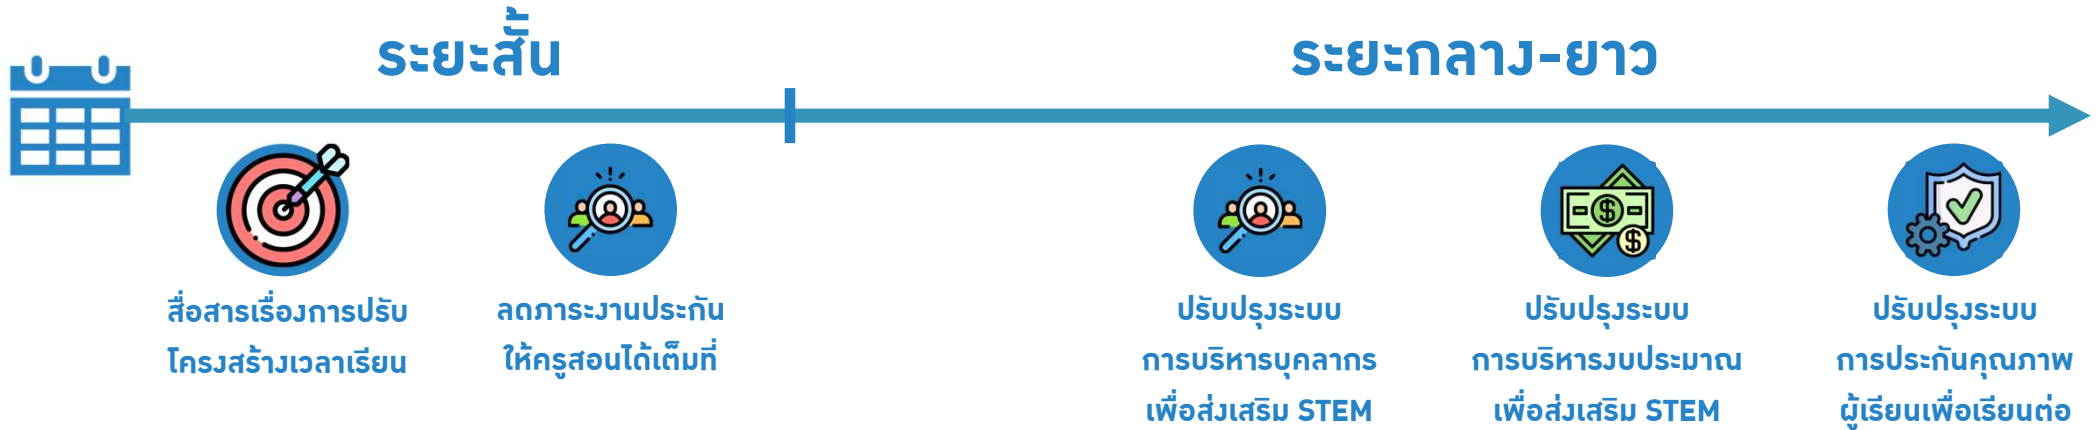 ระยะสั้น
ระยะกลาง-ยาว
สื่อสารเรื่องการปรับ
โครงสร้างเวลาเรียน
ลดภาระงานประกัน
ให้ครูสอนได้เต็มที่
ปรับปรุงระบบ
การบริหารบุคลากร
เพื่อส่งเสริม STEM
ปรับปรุงระบบ
การบริหารงบประมาณ
เพื่อส่งเสริม STEM
ปรับปรุงระบบ
การประกันคุณภาพ
ผู้เรียนเพื่อเรียนต่อ